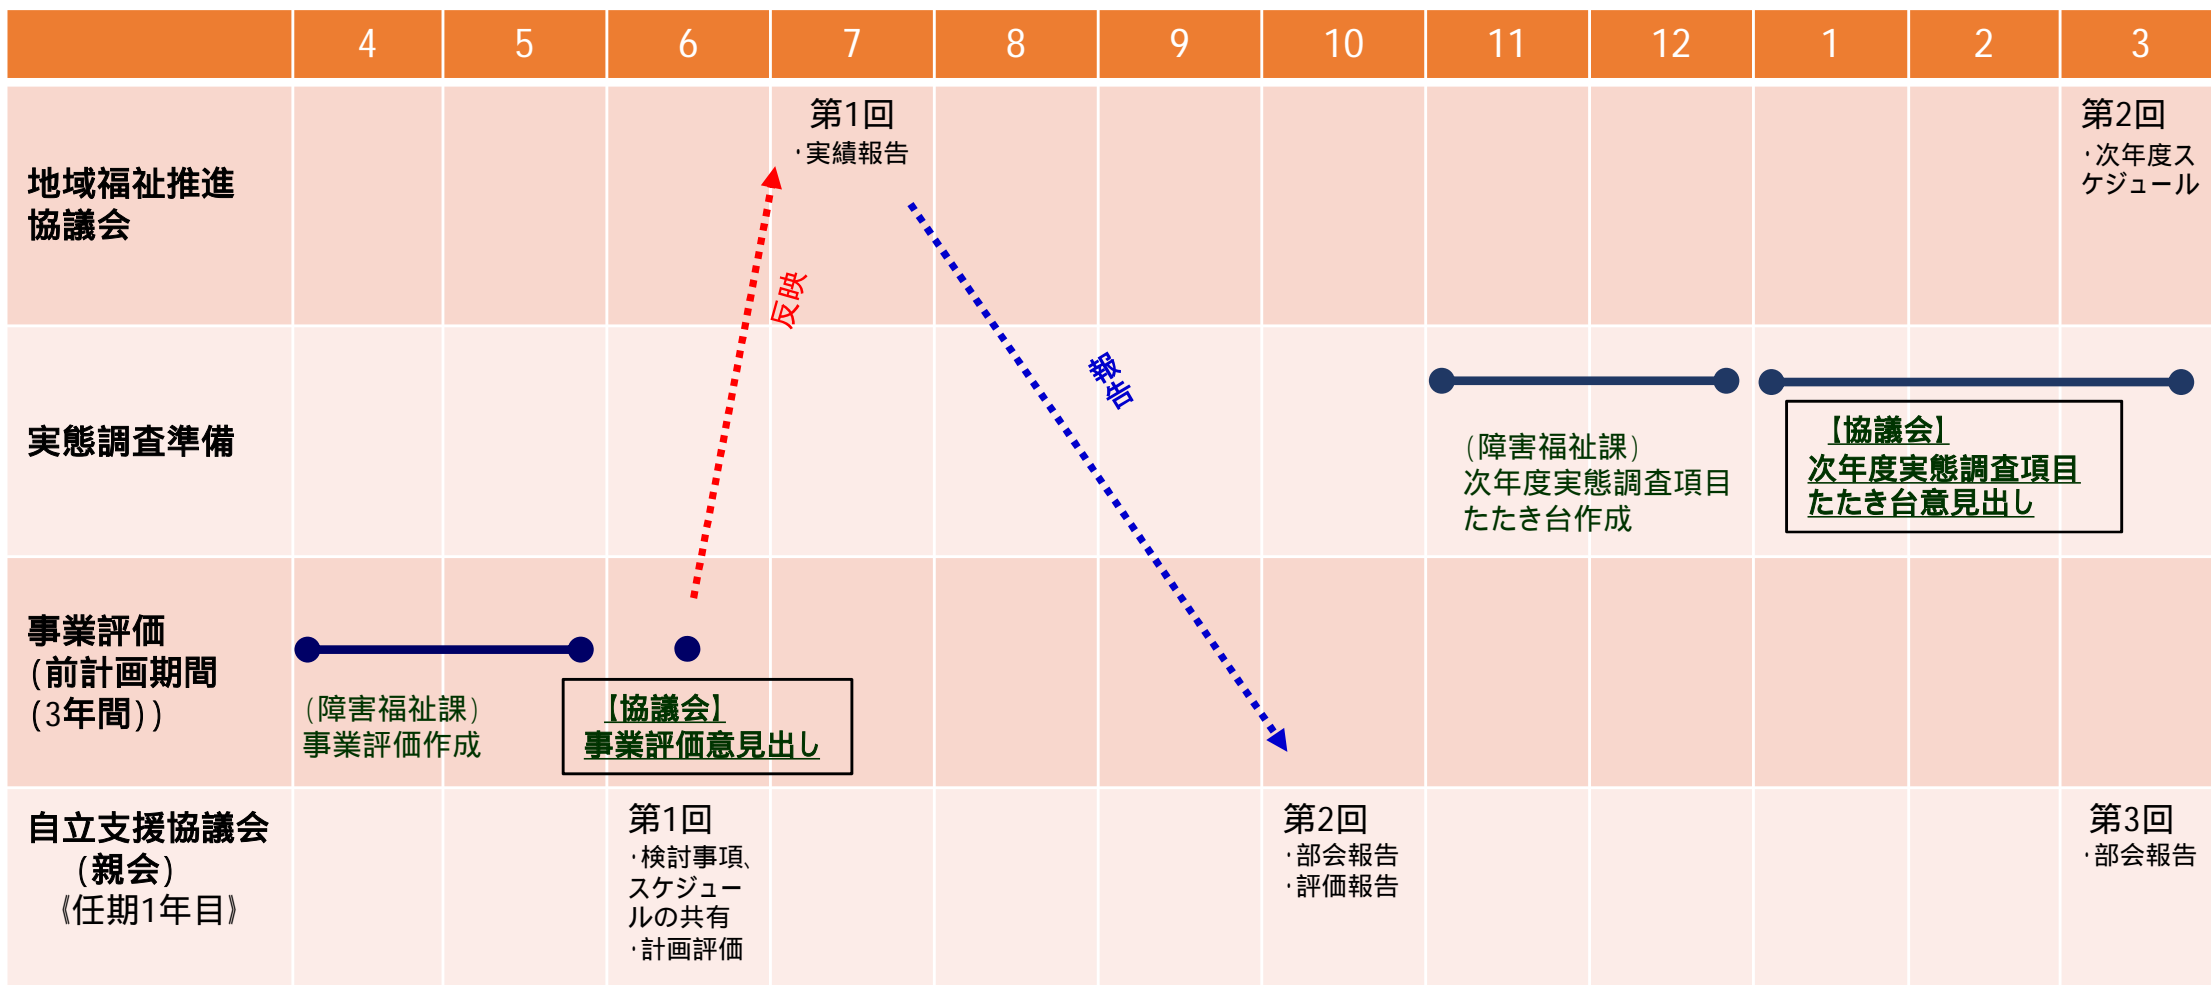 4 5 6 7 8 9 10 11 12 1 2 3
地域福祉推進
協議会
第1回
・実績報告
第2回
・次年度ス
ケジュール
反映
報告
実態調査準備
(障害福祉課)
次年度実態調査項目
たたき台作成
【協議会】
次年度実態調査項目
たたき台意見出し
事業評価
(前計画期間
(3年間))
(障害福祉課)
事業評価作成
【協議会】
事業評価意見出し
自立支援協議会
(親会)
《任期1年目》
第1回
・検討事項、
スケジュー
ルの共有
・計画評価
第2回
・部会報告
・評価報告
第3回
・部会報告